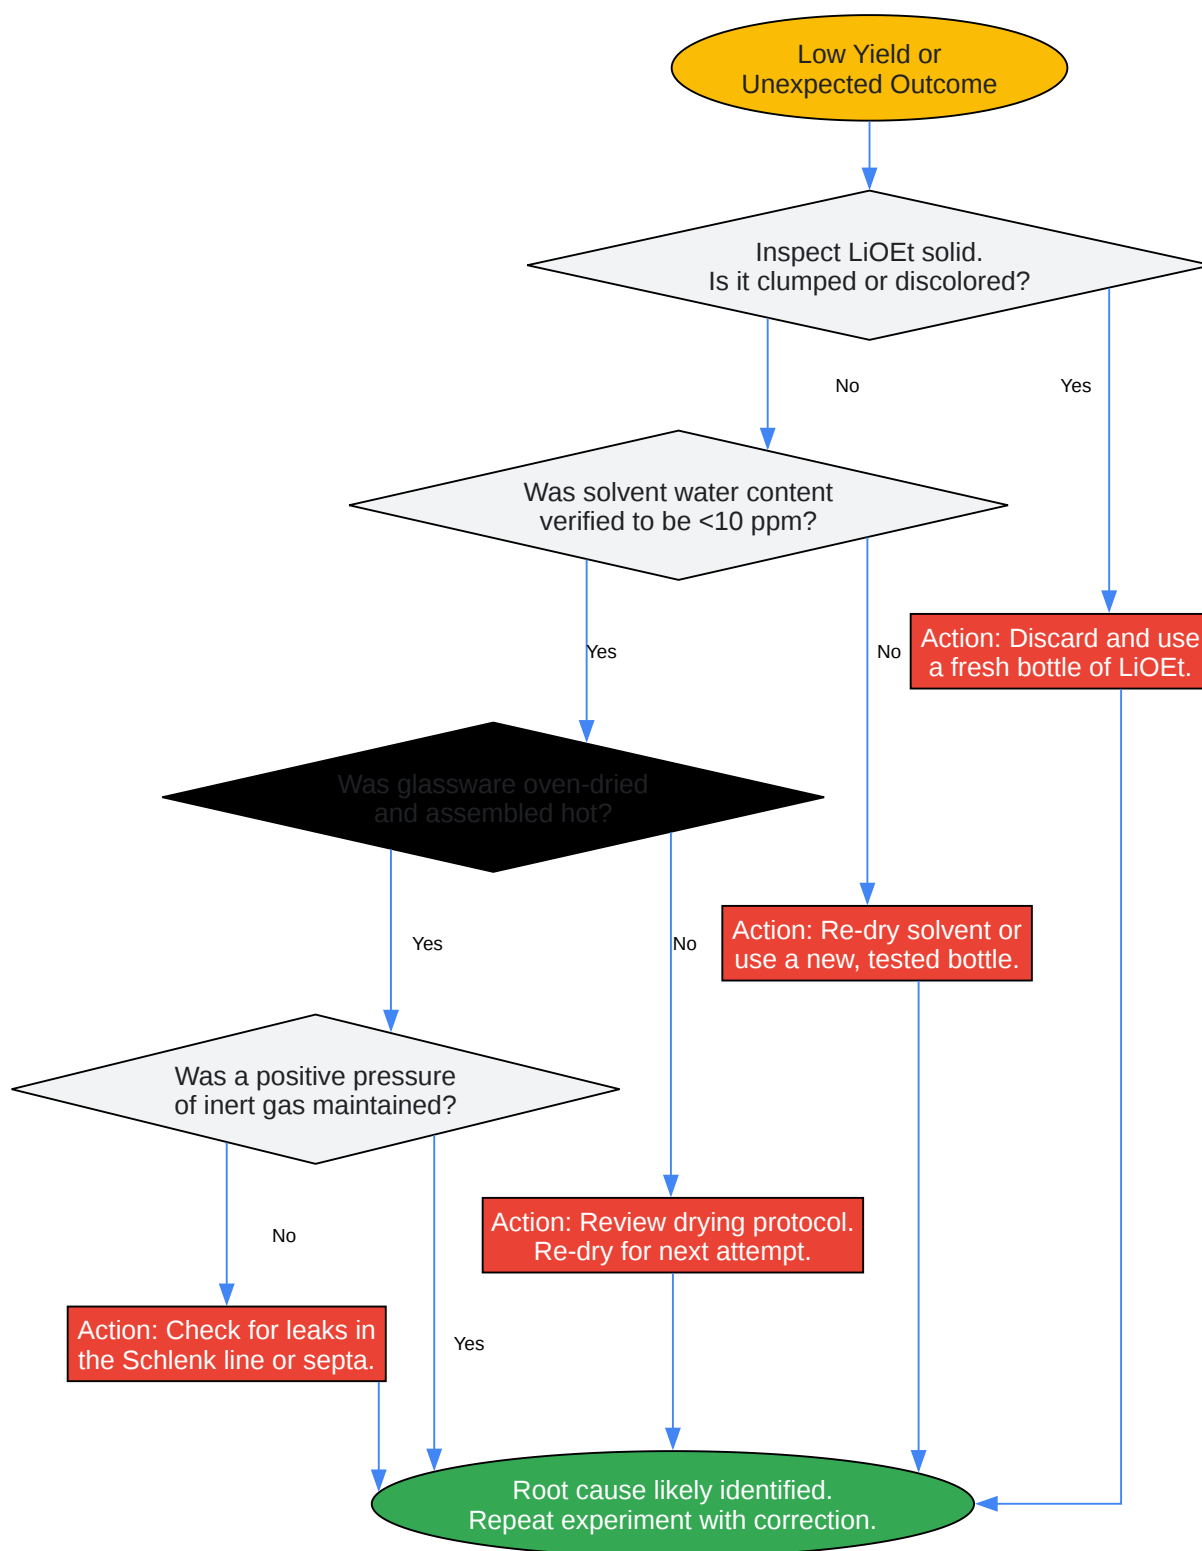 Low Yield or
Unexpected Outcome
Inspect LiOEt solid.
Is it clumped or discolored?
No
Yes
Was solvent water content
verified to be <10 ppm?
Yes
No
Action: Discard and use
a fresh bottle of LiOEt.
Was glassware oven-dried
and assembled hot?
Yes
No
Action: Re-dry solvent or
use a new, tested bottle.
Was a positive pressure
of inert gas maintained?
No
Action: Review drying protocol.
Re-dry for next attempt.
Action: Check for leaks in
the Schlenk line or septa.
Yes
Root cause likely identified.
Repeat experiment with correction.